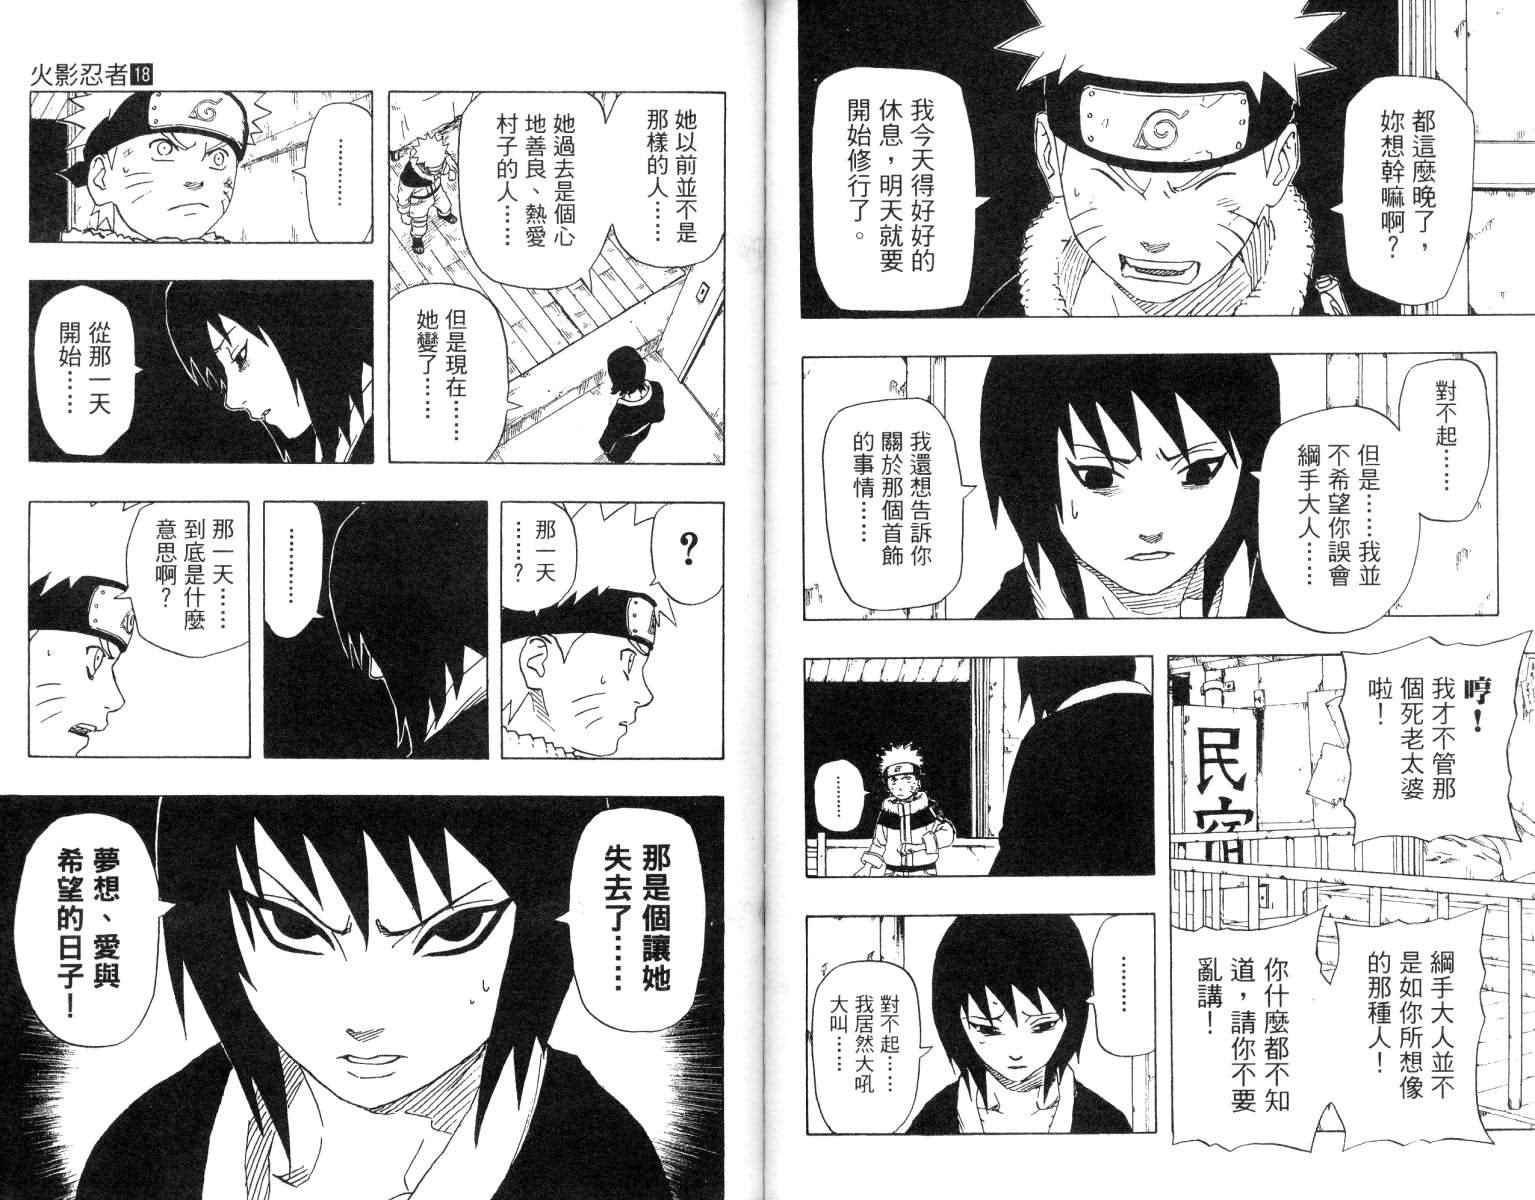 都這麼晚了，
妳想幹嘛啊？
我今天得好好的
休息，明天就要
開始修行了。
對不起……
但是……我並
不希望你誤會
綱手大人……
我還想告訴你
關於那個首飾
的事情……
哼！
我才不管那
個死老太婆
啦！
民宿
………
綱手大人並不
是如你所想像
的那種人！
你什麼都不知
道，請你不要
亂講！
………
對不起……
我居然大吼
大叫……
火影忍者18
她以前並不是
那樣的人……
她過去是個心
地善良、熱愛
村子的人……
但是現在……
她變了……
…………
從那一天
開始……
？
那一天
……？
…………
那一天……
到底是什麼
意思啊？
那是個讓她
失去了……
夢想、愛與
希望的日子！